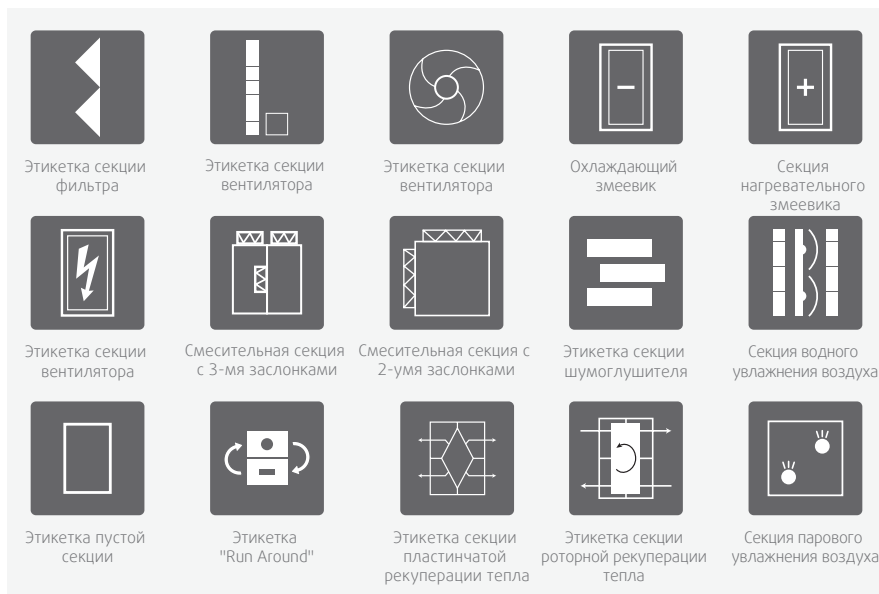 Этикетка секции
фильтра
Этикетка секции
вентилятора
Этикетка секции
вентилятора
Охлаждающий
змеевик
Секция
нагревательного
змеевика
Этикетка секции
вентилятора
Смесительная секция
с 3-мя заслонками
Смесительная секция с
2-умя заслонками
Этикетка секции
шумоглушителя
Секция водного
увлажнения воздуха
Этикетка пустой
секции
Этикетка
"Run Around"
Этикетка секции
пластинчатой
рекуперации тепла
Этикетка секции
роторной рекуперации
тепла
Секция парового
увлажнения воздуха